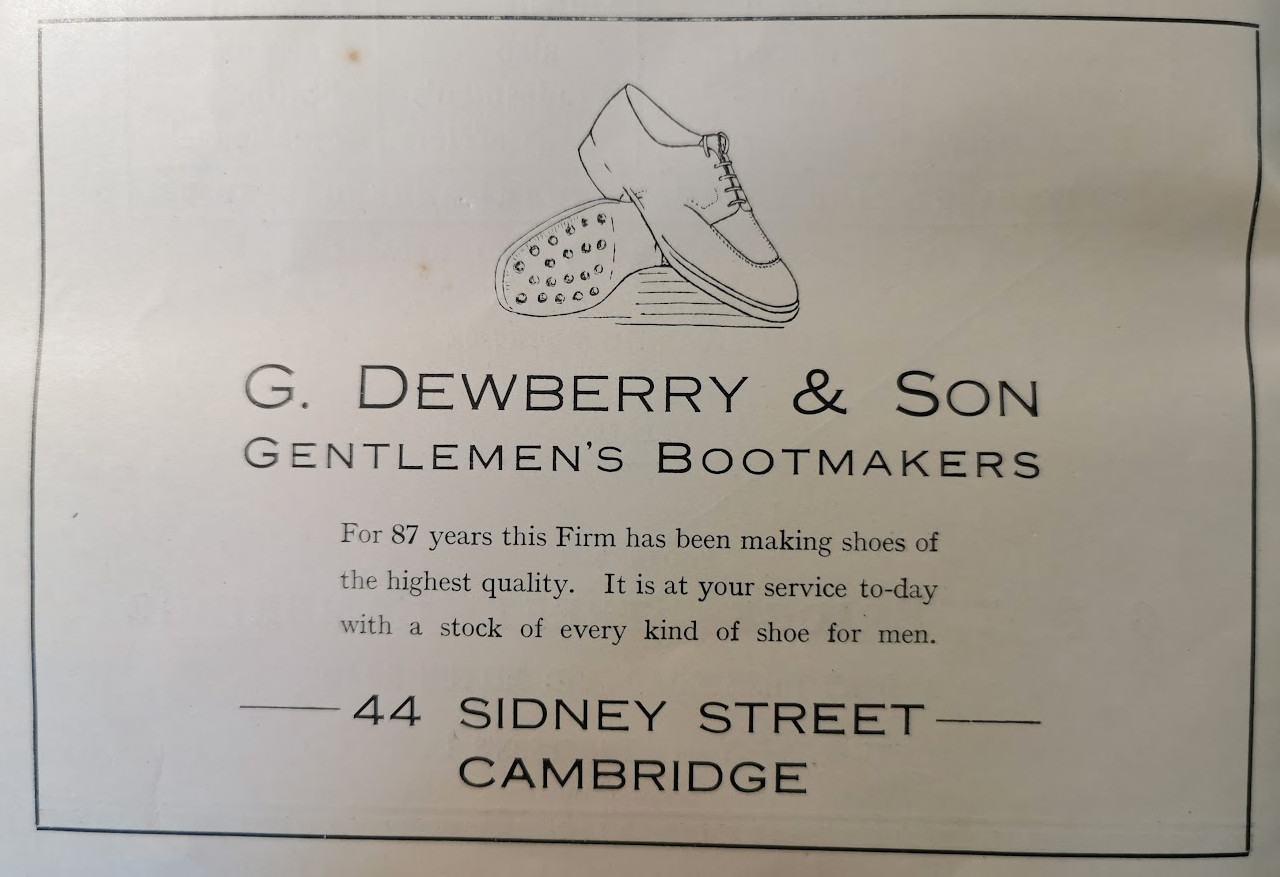 G. DEWBERRY & SON
GENTLEMEN'S BOOTMAKERS
For 87 years this Firm has been making shoes of
the highest quality. It is at your service to-day
with a stock of every kind of shoe for men.
44 SIDNEY STREET
CAMBRIDGE